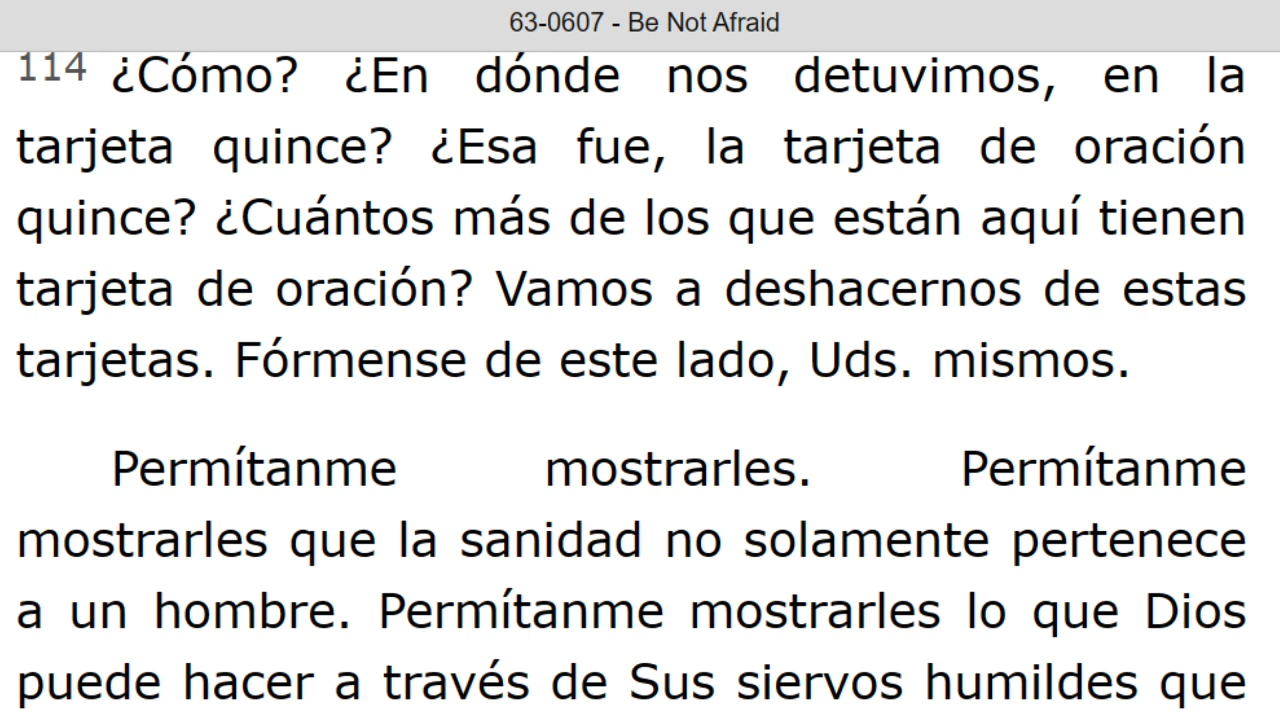 63-0607 - Be Not Afraid
114 ¿Cómo? ¿En dónde nos detuvimos, en la
tarjeta quince? ¿Esa fue, la tarjeta de oración
quince? ¿Cuántos más de los que están aquí tienen
tarjeta de oración? Vamos a deshacernos de estas
tarjetas. Fórmense de este lado, Uds. mismos.
Permítanme mostrarles. Permítanme
mostrarles que la sanidad no solamente pertenece
a un hombre. Permítanme mostrarles lo que Dios
puede hacer a través de Sus siervos humildes que